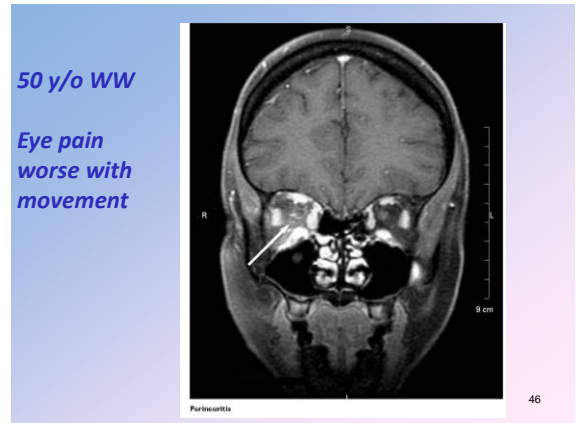 50 y/o WW
Eye pain
worse with
movement
S
R
L
9 cm
Perineuritis
46